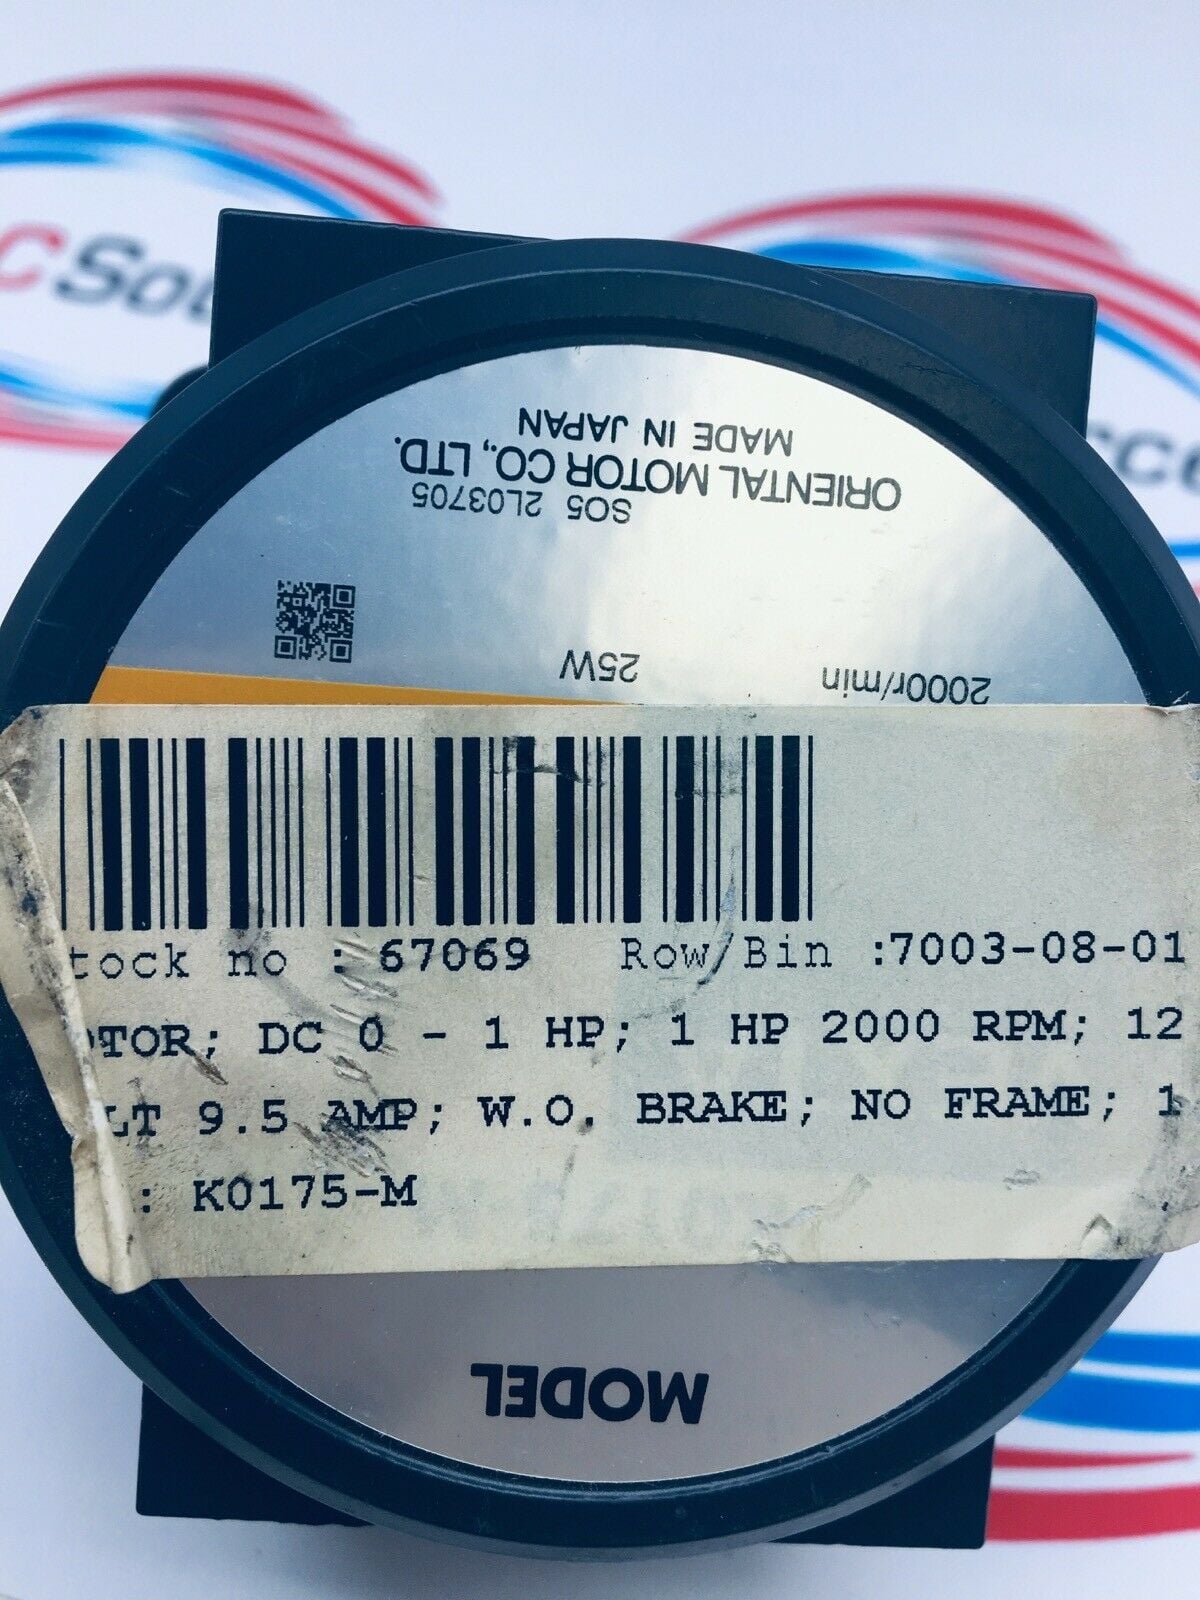 MADE IN JAPAN
ORIENTAL MOTOR CO., LTD.
SO5 2L03705
2000r/min 25W
tock no : 67069 Row/Bin :7003-08-01
OTOR; DC 0 - 1 HP; 1 HP 2000 RPM; 12
LT 9.5 AMP; W.O. BRAKE; NO FRAME; 1
: K0175-M
MODEL
CSou
rce